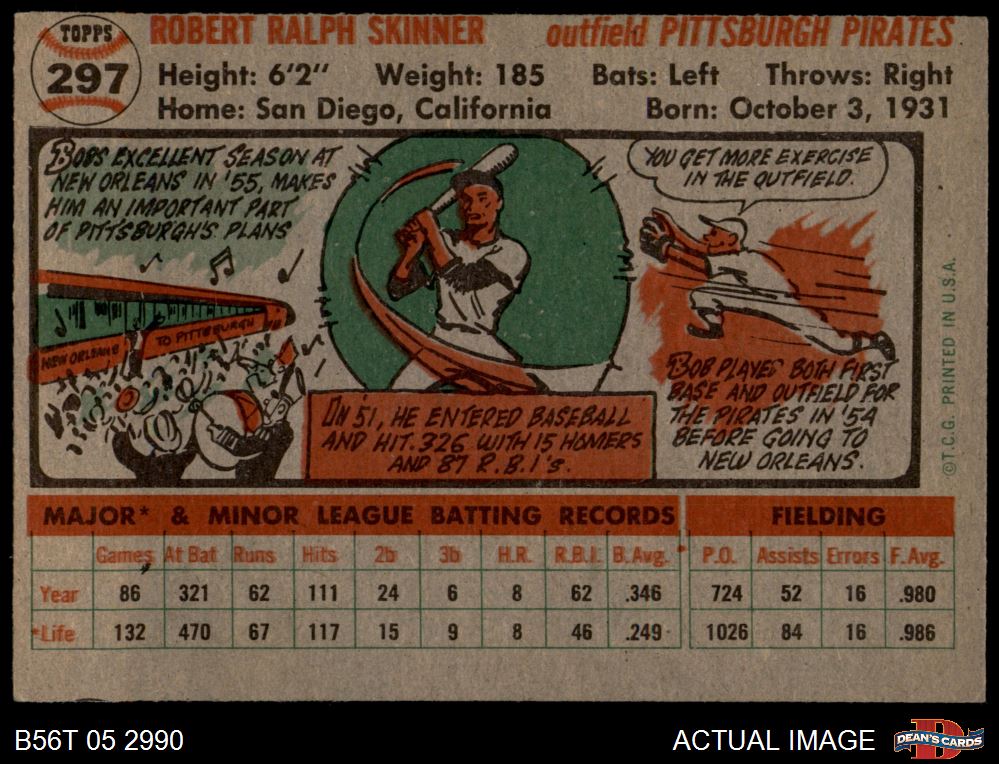 TOPPS
297
ROBERT RALPH SKINNER outfield PITTSBURGH PIRATES
Height: 6'2" Weight: 185 Bats: Left Throws: Right
Home: San Diego, California Born: October 3, 1931
BOBS EXCELLENT SEASON AT
NEW ORLEANS IN '55, MAKES
HIM AN IMPORTANT PART
OF PITTSBURGH'S PLANS
NEW ORLEANS
TO PITTSBURGH
IN '51, HE ENTERED BASEBALL
AND HIT .326 WITH 15 HOMERS
AND 87 R.B.I's.
YOU GET MORE EXERCISE
IN THE OUTFIELD.
BOB PLAYED BOTH FIRST
BASE AND OUTFIELD FOR
THE PIRATES IN '54
BEFORE GOING TO
NEW ORLEANS.
©T.C.G. PRINTED IN U.S.A.
MAJOR* & MINOR LEAGUE BATTING RECORDS FIELDING
Games At Bat Runs Hits 2b 3b H.R. R.B.I. B.Avg. P.O. Assists Errors F.Avg.
Year 86 321 62 111 24 6 8 62 .346 724 52 16 .980
*Life 132 470 67 117 15 9 8 46 .249 1026 84 16 .986
B56T 05 2990 ACTUAL IMAGE
DEAN'S CARDS